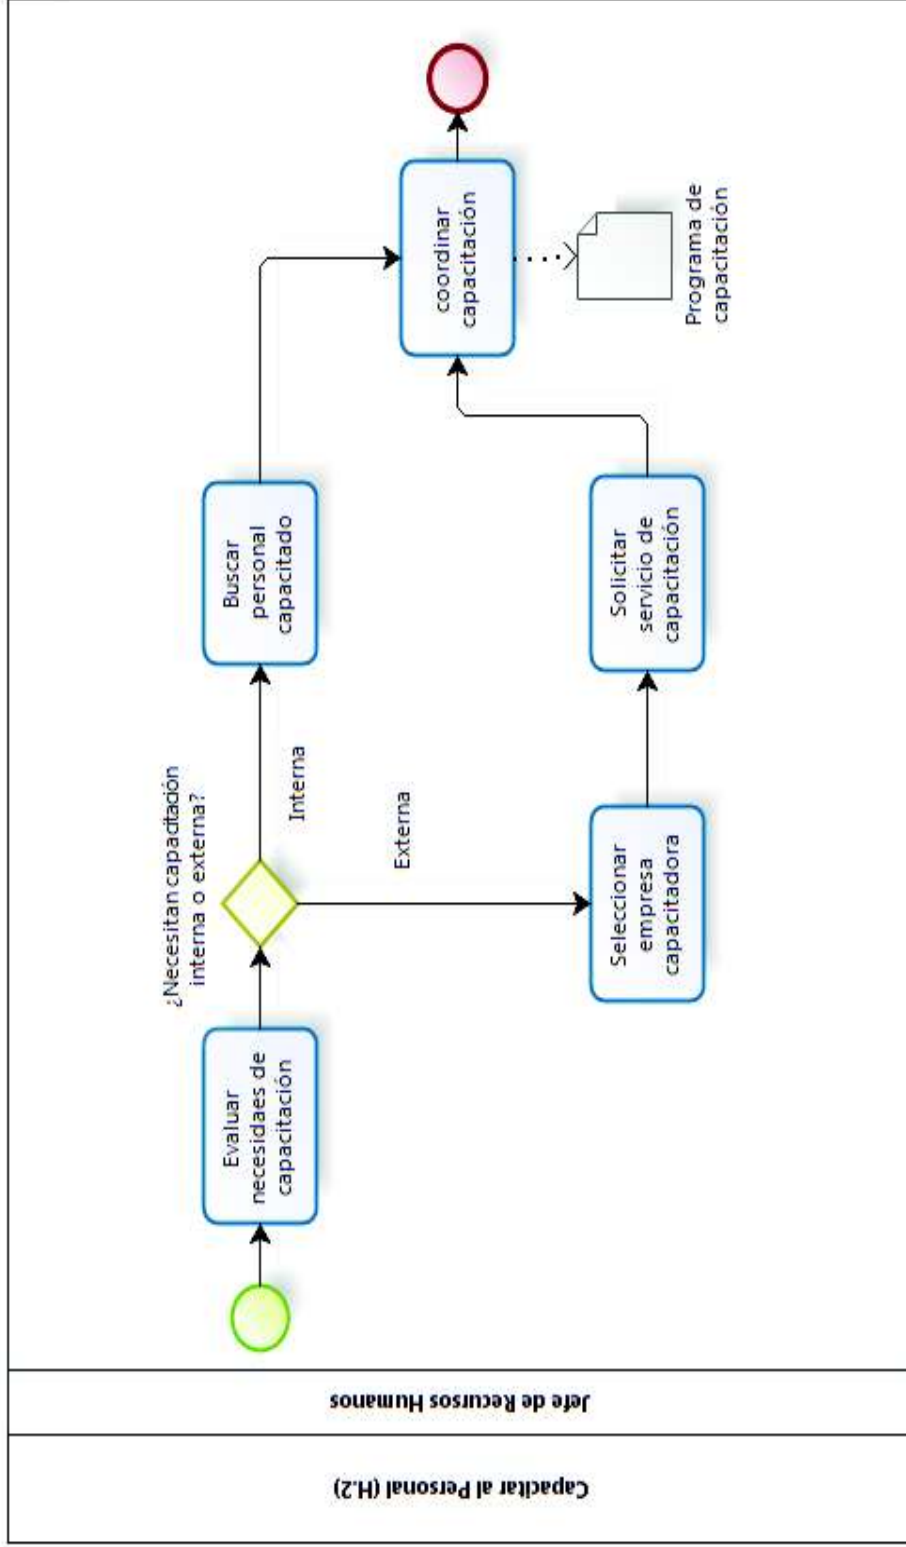 Capacitar al Personal (H.2)
Jefe de Recursos Humanos
Evaluar
necesidaes de
capacitación
¿Necesitan capacitación
interna o externa?
Interna
Externa
Buscar
personal
capacitado
Seleccionar
empresa
capacitadora
Solicitar
servicio de
capacitación
coordinar
capacitación
Programa de
capacitación